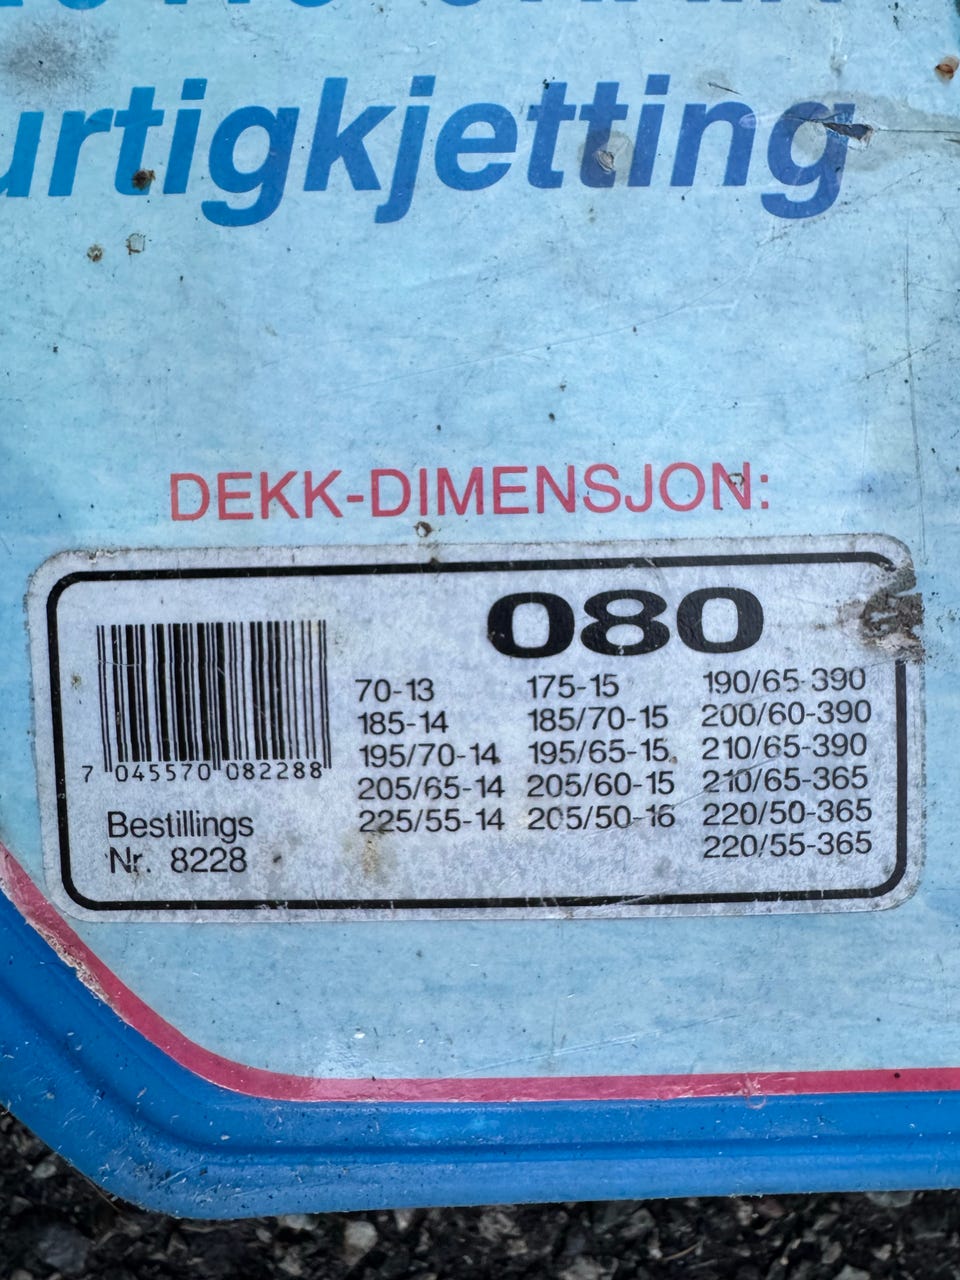 urtigkjetting
DEKK-DIMENSJON:
080
70-13 175-15 190/65-390
185-14 185/70-15 200/60-390
195/70-14 195/65-15 210/65-390
205/65-14 205/60-15 210/65-365
225/55-14 205/50-16 220/50-365
220/55-365
7 045570 082288
Bestillings
Nr. 8228